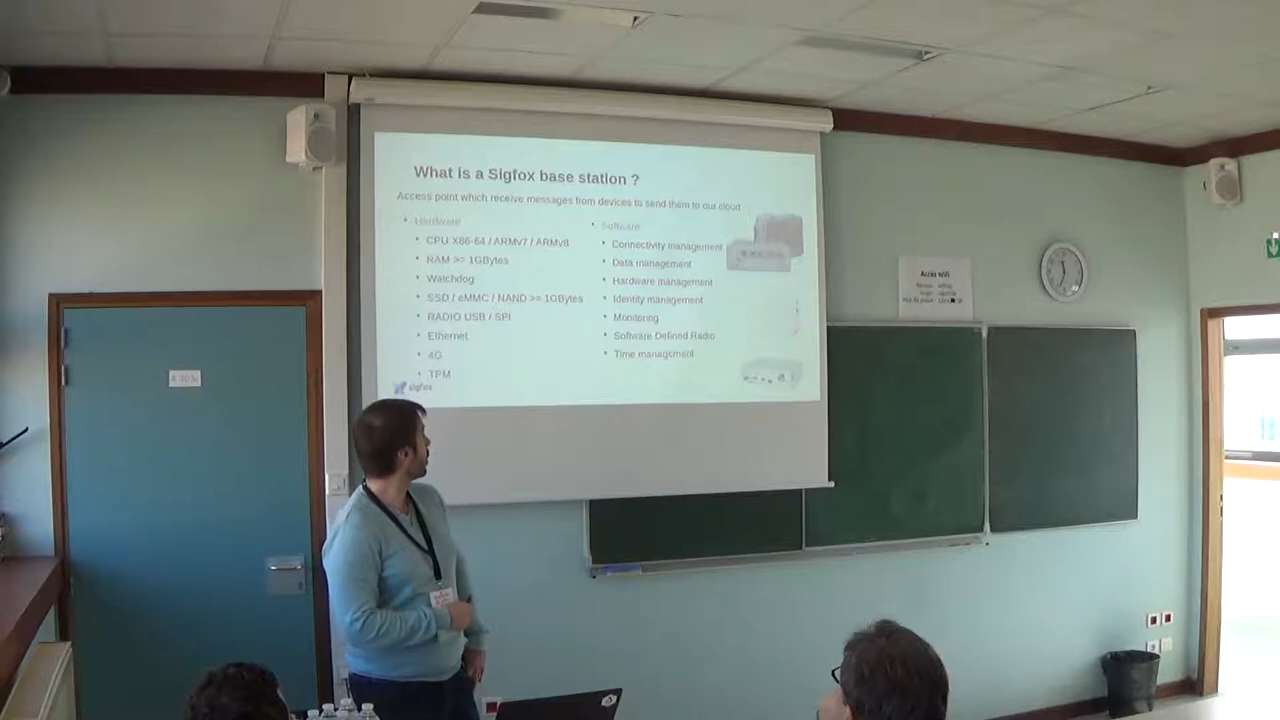 What is a Sigfox base station ?
Access point which receive messages from devices to send them to our cloud
Hardware
CPU X86-64 / ARMv7 / ARMv8
RAM >= 1GBytes
Watchdog
SSD / eMMC / NAND >= 1GBytes
RADIO USB / SPI
Ethernet
4G
TPM
Software
Connectivity management
Data management
Hardware management
Identity management
Monitoring
Software Defined Radio
Time management
sigfox
Accès WiFi